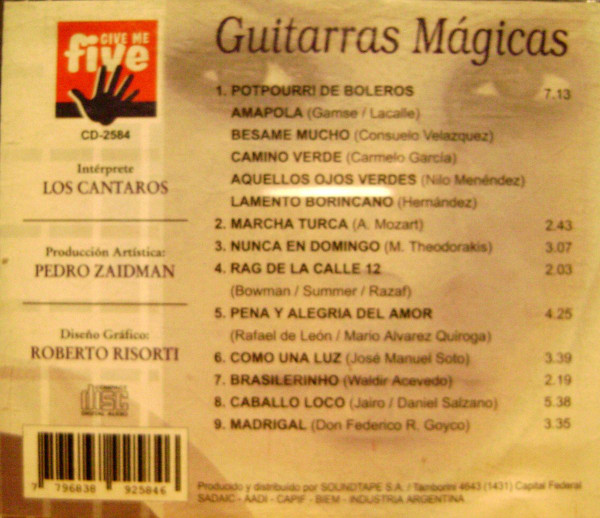 GIVE ME
five
CD-2584
Intérprete
LOS CANTAROS
Producción Artística:
PEDRO ZAIDMAN
Diseño Gráfico:
ROBERTO RISORTI
COMPACT
disc
DIGITAL AUDIO
7 796838 925846
Guitarras Mágicas
1. POTPOURRI DE BOLEROS 7.13
AMAPOLA (Gamse / Lacalle)
BESAME MUCHO (Consuelo Velazquez)
CAMINO VERDE (Carmelo García)
AQUELLOS OJOS VERDES (Nilo Menéndez)
LAMENTO BORINCANO (Hernández)
2. MARCHA TURCA (A. Mozart) 2.43
3. NUNCA EN DOMINGO (M. Theodorakis) 3.07
4. RAG DE LA CALLE 12 2.03
(Bowman / Summer / Razaf)
5. PENA Y ALEGRIA DEL AMOR 4.25
(Rafael de León / Mario Alvarez Quiroga)
6. COMO UNA LUZ (José Manuel Soto) 3.39
7. BRASILERINHO (Waldir Acevedo) 2.19
8. CABALLO LOCO (Jairo / Daniel Salzano) 5.38
9. MADRIGAL (Don Federico R. Goyco) 3.35
Producido y distribuido por SOUNDTAPE S.A. / Tamborini 4643 (1431) Capital Federal
SADAIC - AADI - CAPIF - BIEM - INDUSTRIA ARGENTINA